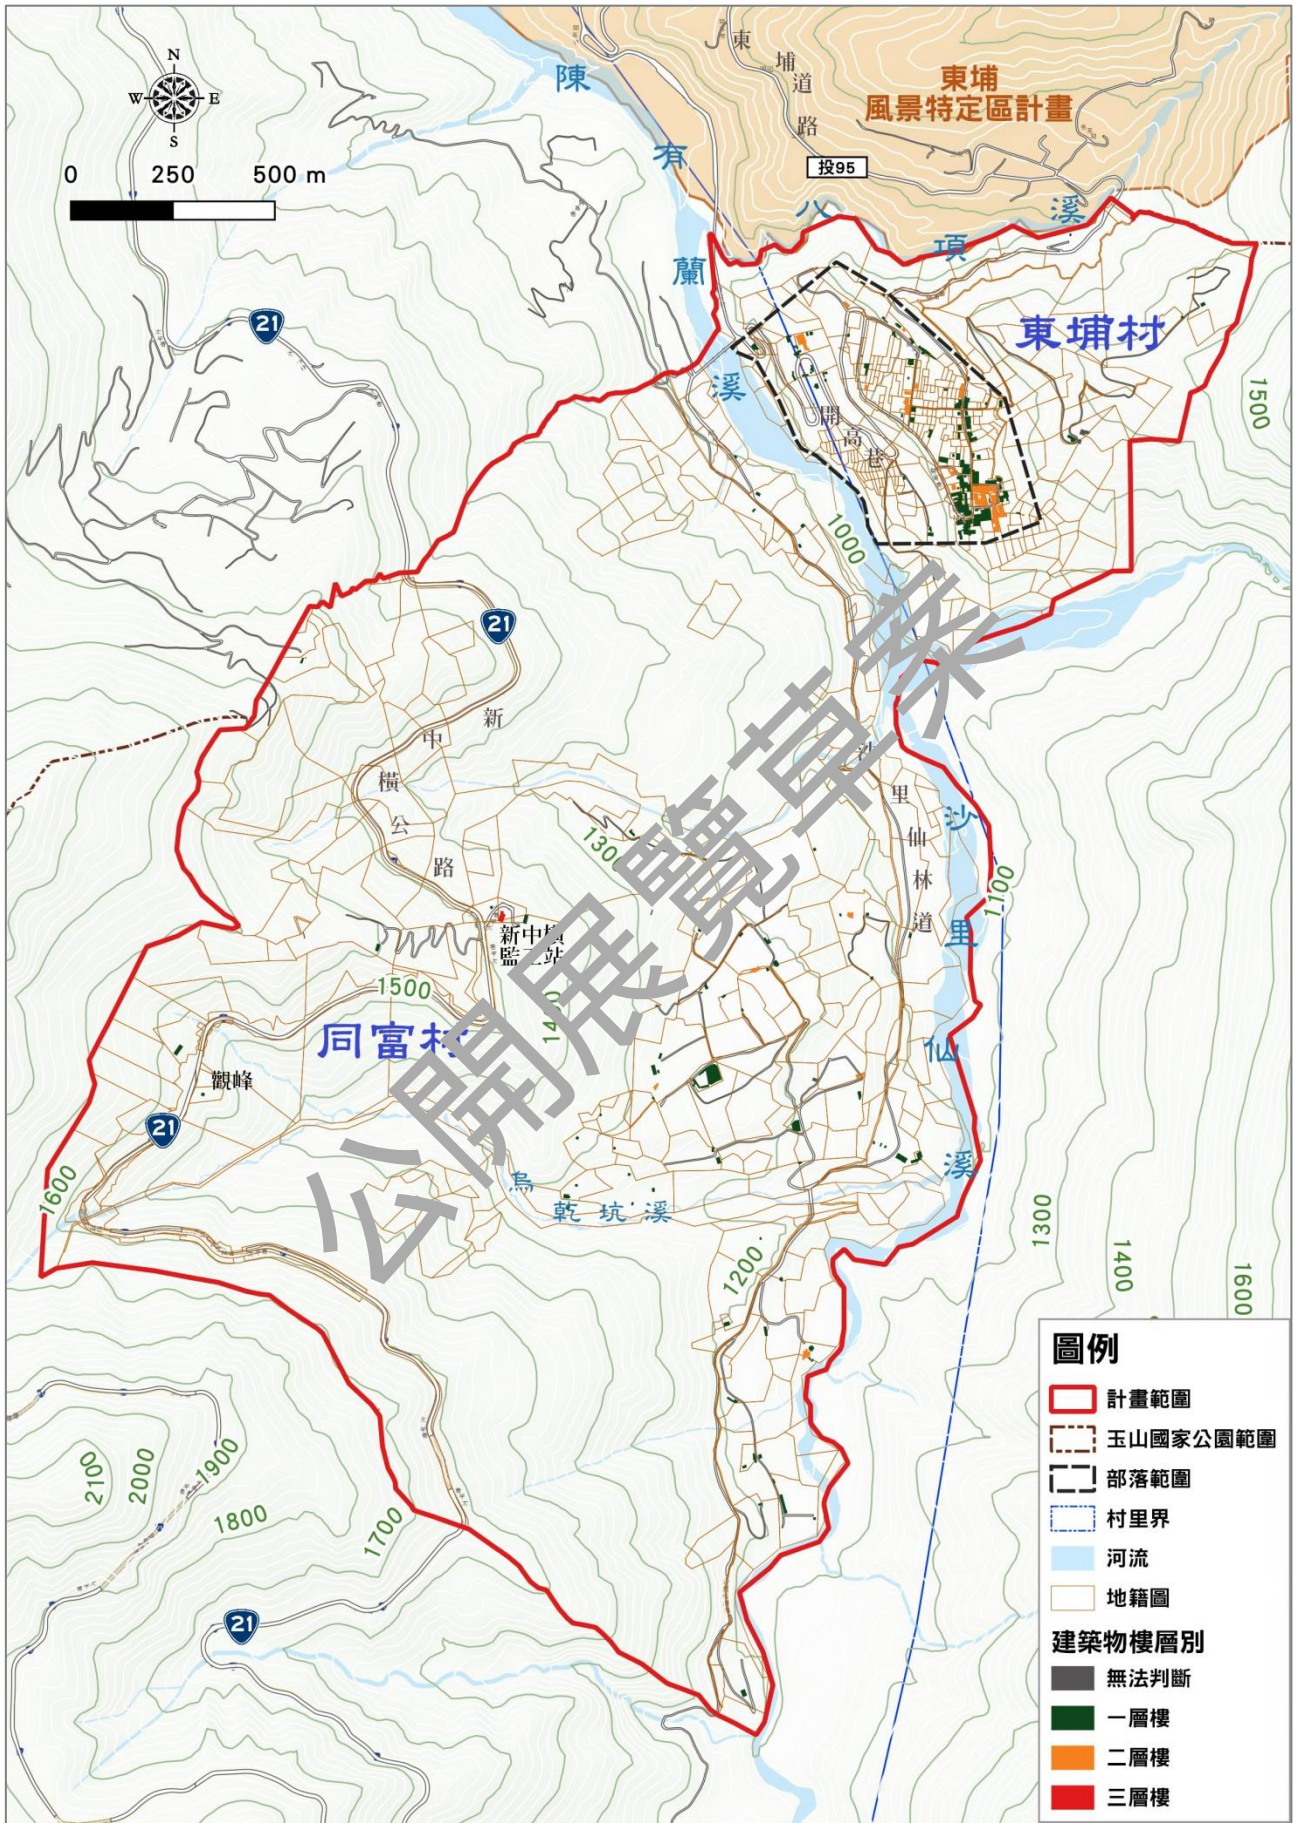 N
W
E
S
0 250 500 m
東埔道路
投95
東埔
風景特定區計畫
陳有蘭溪
八項溪
東埔村
開高巷
21
21
新中橫公路
新中橫
監工站
同富村
觀峰
21
21
沙里仙林道
沙里仙溪
烏乾坑溪
1500
1000
1300
1100
1500
1400
1600
1200
1300
1400
1600
1700
1800
1900
2000
2100
公開展覽草案
圖例
計畫範圍
玉山國家公園範圍
部落範圍
村里界
河流
地籍圖
建築物樓層別
無法判斷
一層樓
二層樓
三層樓